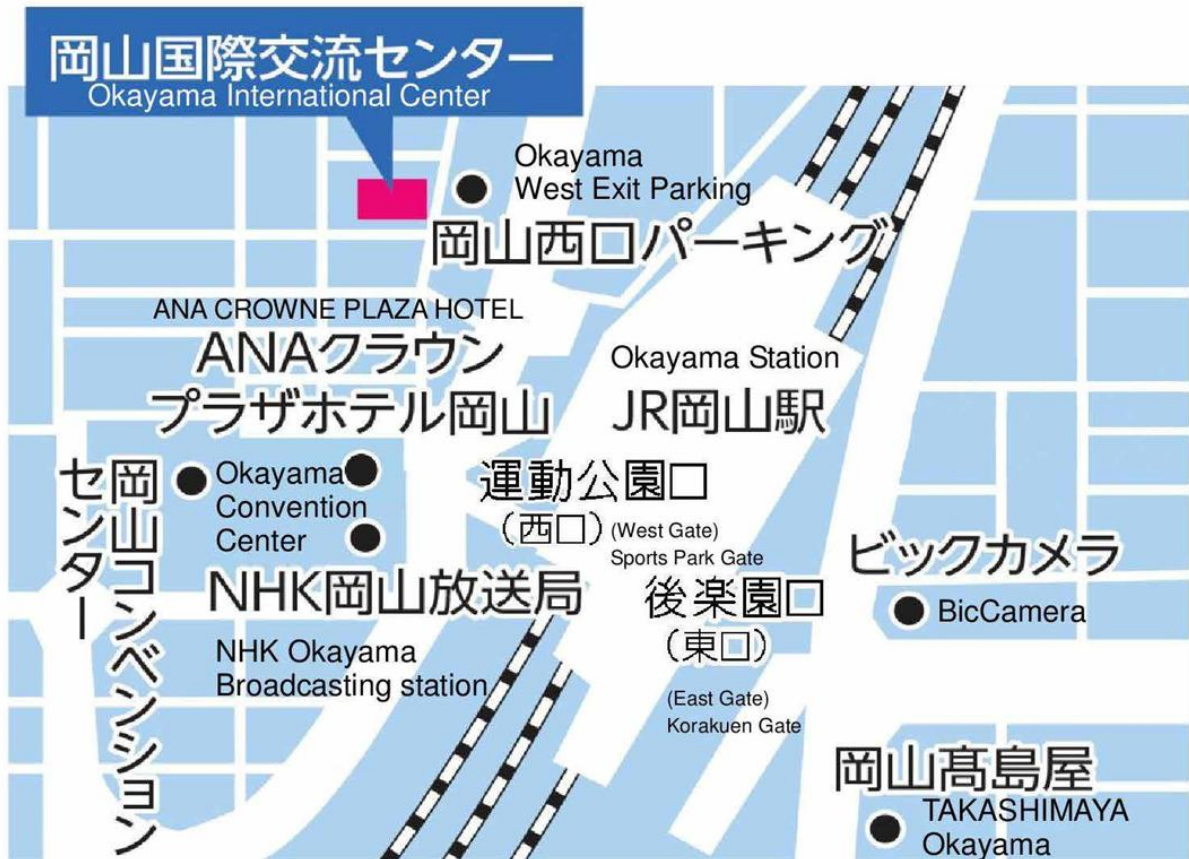 岡山国際交流センター
Okayama International Center
Okayama
West Exit Parking
岡山西口パーキング
ANA CROWNE PLAZA HOTEL
ANAクラウン
プラザホテル岡山
Okayama Station
JR岡山駅
岡山コンベンション
センター
Okayama
Convention
Center
運動公園口
(西口)
(West Gate)
Sports Park Gate
NHK岡山放送局
NHK Okayama
Broadcasting station
後楽園口
(東口)
(East Gate)
Korakuen Gate
ビックカメラ
BicCamera
岡山髙島屋
TAKASHIMAYA
Okayama